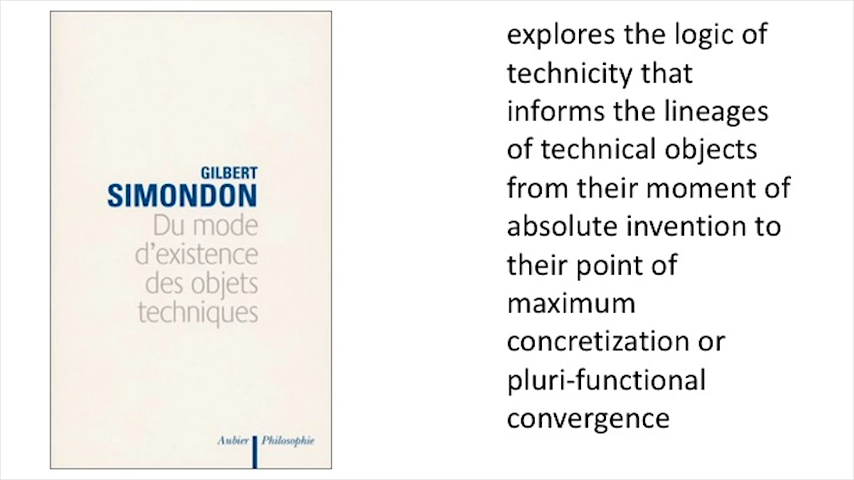 GILBERT
SIMONDON
Du mode
d'existence
des objets
techniques
Aubier Philosophie
explores the logic of
technicity that
informs the lineages
of technical objects
from their moment of
absolute invention to
their point of
maximum
concretization or
pluri-functional
convergence